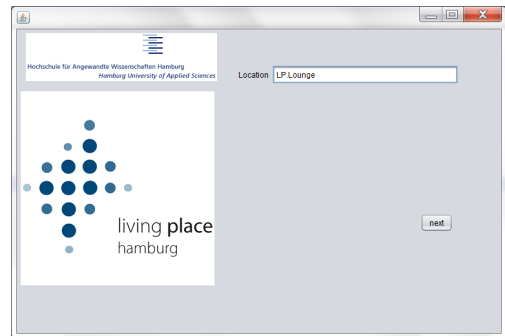 Hochschule für Angewandte Wissenschaften Hamburg
Hamburg University of Applied Sciences
Location LP.Lounge
living place
hamburg
next